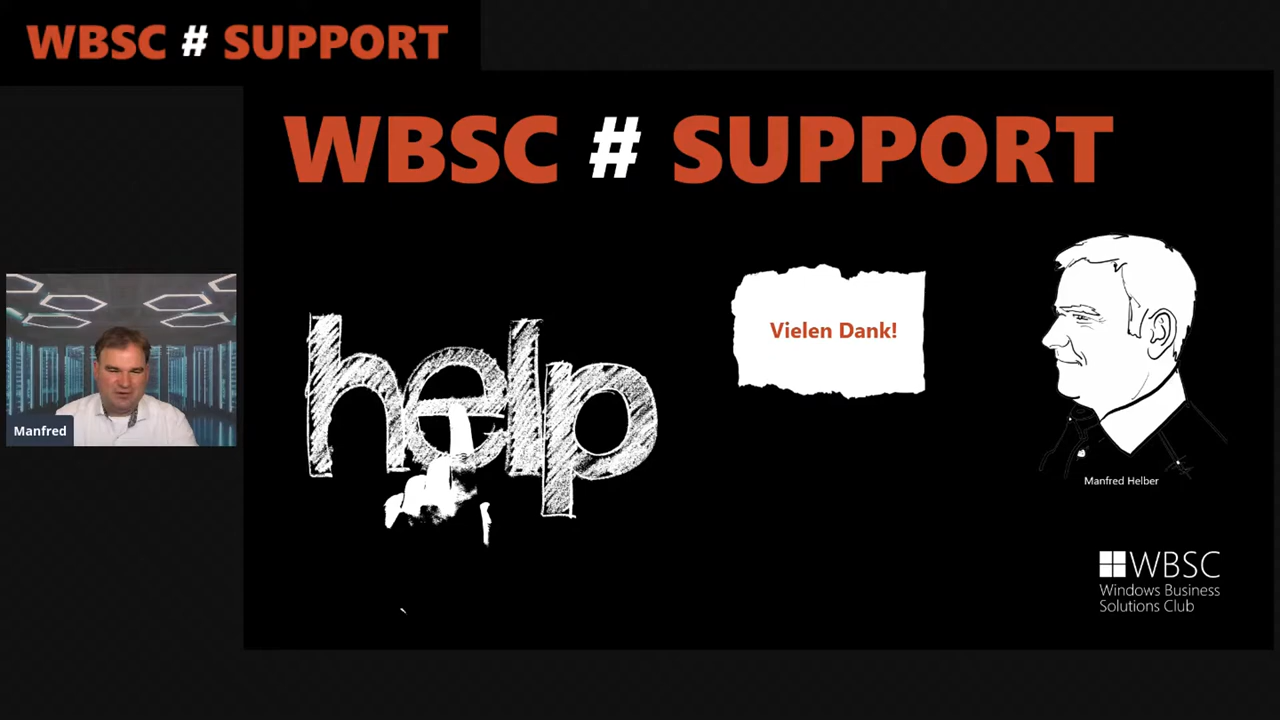 WBSC # SUPPORT
WBSC # SUPPORT
help
Vielen Dank!
Manfred
Manfred Helber
WBSC
Windows Business
Solutions Club